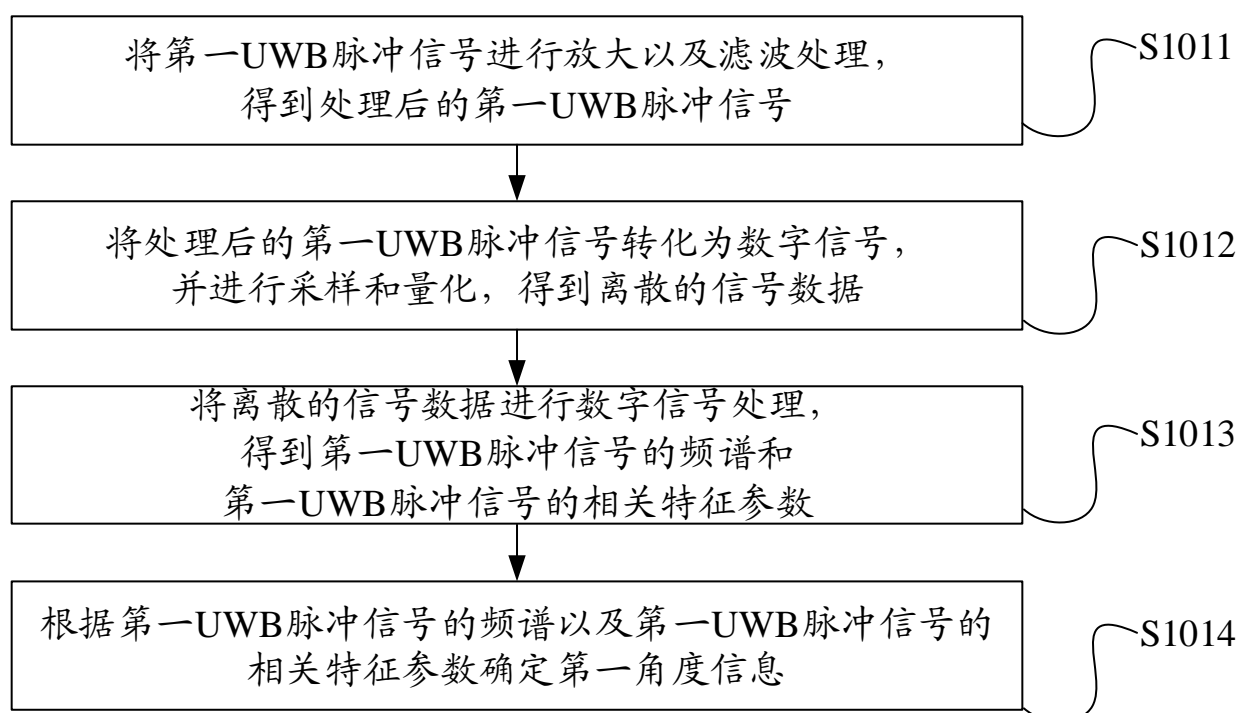 将第一UWB脉冲信号进行放大以及滤波处理，
得到处理后的第一UWB脉冲信号
S1011
将处理后的第一UWB脉冲信号转化为数字信号，
并进行采样和量化，得到离散的信号数据
S1012
将离散的信号数据进行数字信号处理，
得到第一UWB脉冲信号的频谱和
第一UWB脉冲信号的相关特征参数
S1013
根据第一UWB脉冲信号的频谱以及第一UWB脉冲信号的
相关特征参数确定第一角度信息
S1014